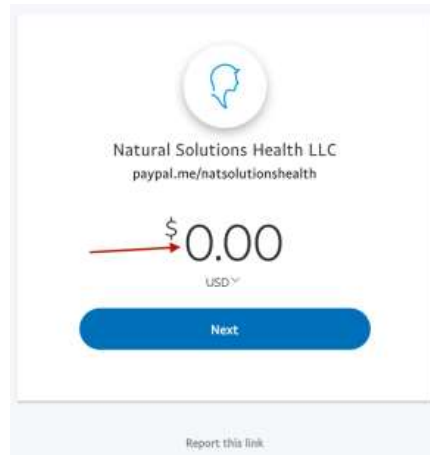 Natural Solutions Health LLC
paypal.me/natsolutionshealth
$0.00
USD
Next
Report this link